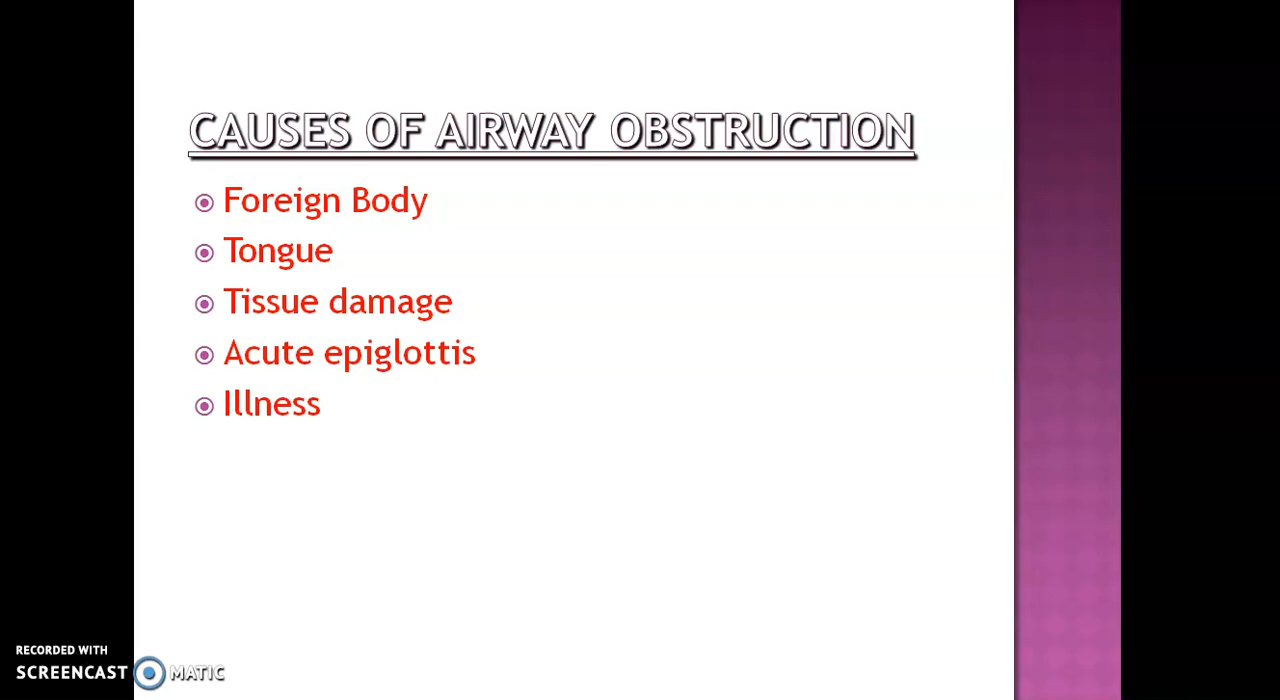 CAUSES OF AIRWAY OBSTRUCTION
Foreign Body
Tongue
Tissue damage
Acute epiglottis
Illness
RECORDED WITH
SCREENCAST MATIC